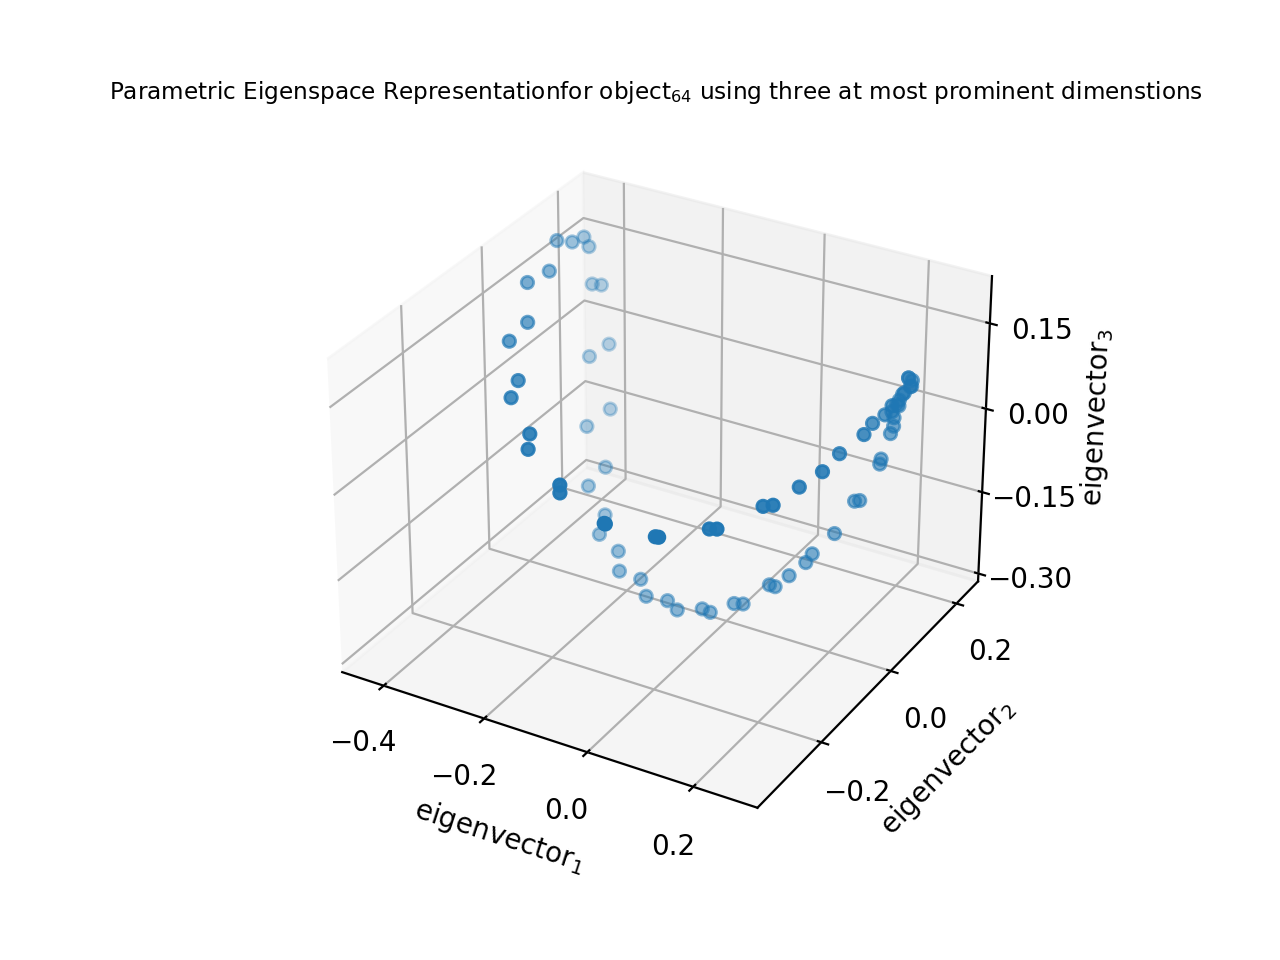 Parametric Eigenspace Representationfor object₆₄ using three at most prominent dimenstions
0.15
0.00
−0.15
−0.30
eigenvector₃
0.2
0.0
−0.2
eigenvector₂
−0.4
−0.2
0.0
0.2
eigenvector₁